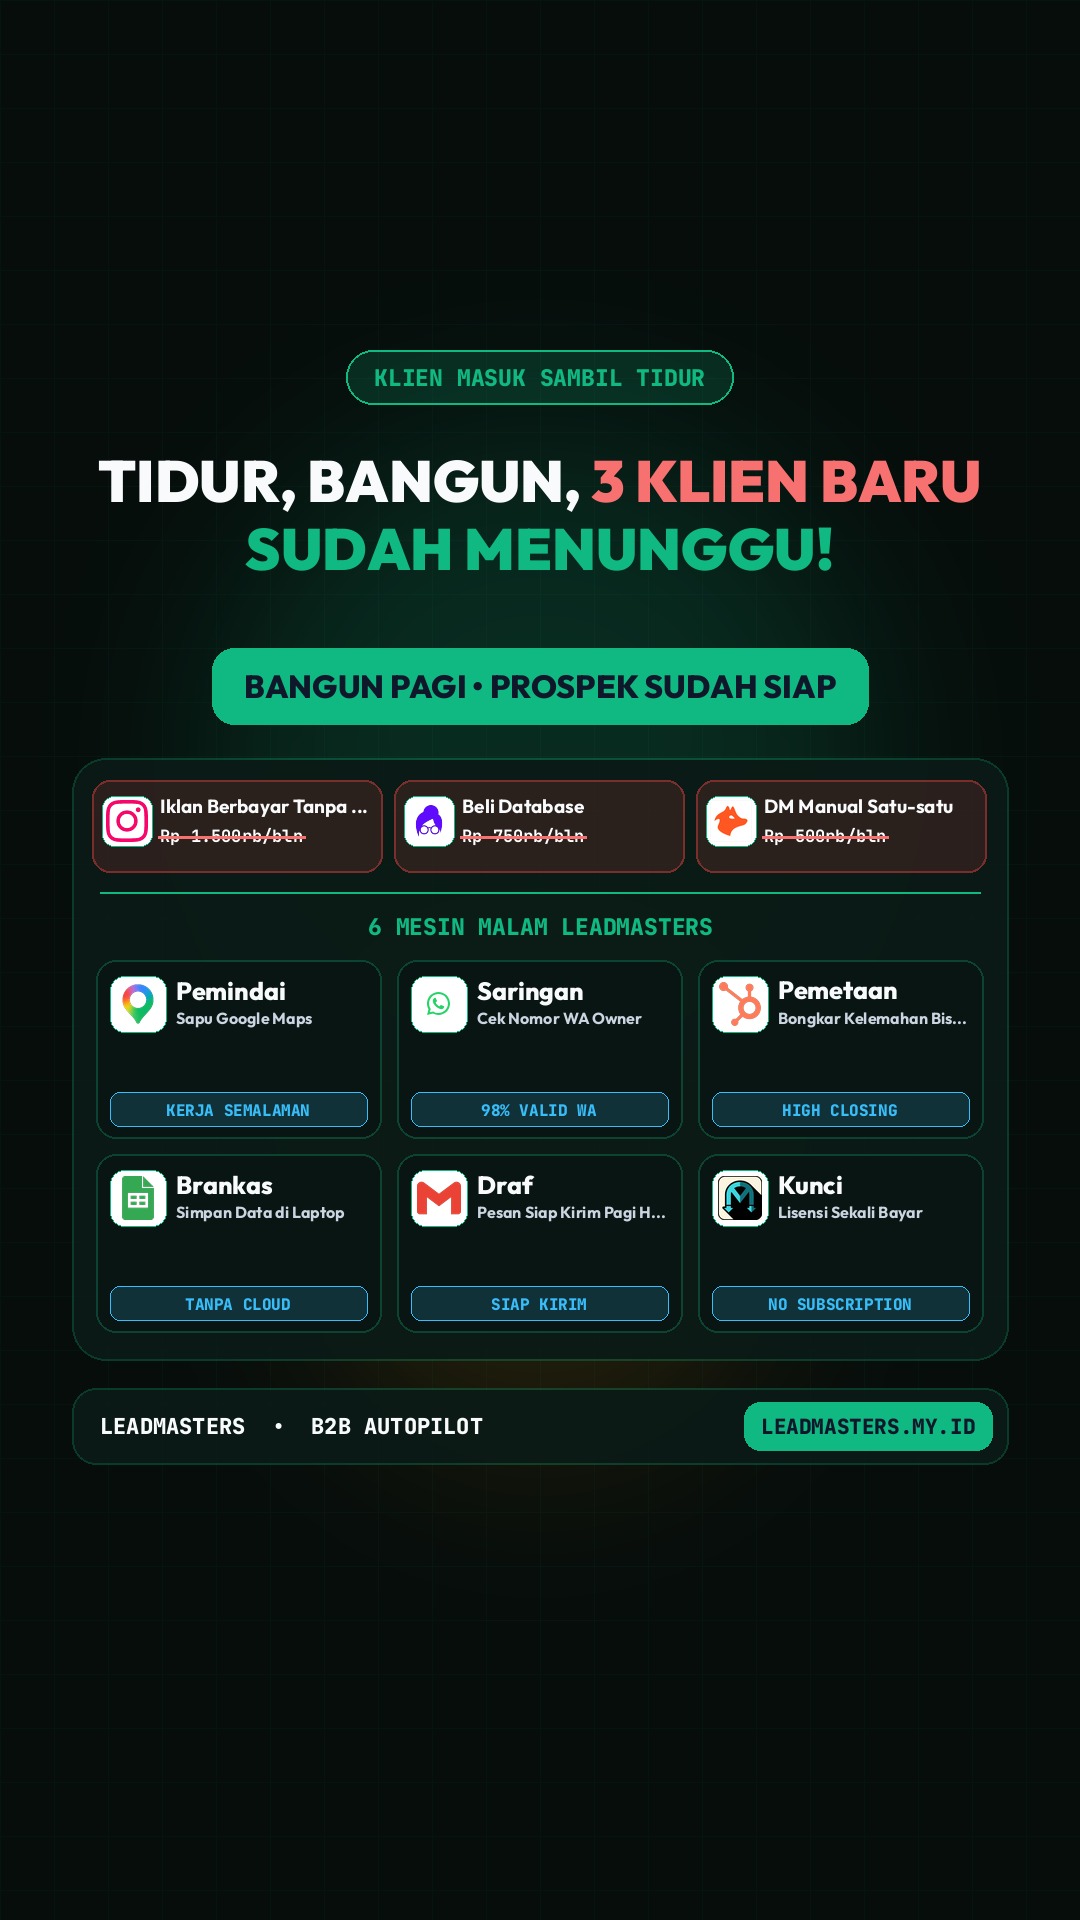 KLIEN MASUK SAMBIL TIDUR
TIDUR, BANGUN, 3 KLIEN BARU
SUDAH MENUNGGU!
BANGUN PAGI • PROSPEK SUDAH SIAP
Iklan Berbayar Tanpa ...
Rp 1.500rb/bln
Beli Database
Rp 750rb/bln
DM Manual Satu-satu
Rp 500rb/bln
6 MESIN MALAM LEADMASTERS
Pemindai
Sapu Google Maps
KERJA SEMALAMAN
Saringan
Cek Nomor WA Owner
98% VALID WA
Pemetaan
Bongkar Kelemahan Bis...
HIGH CLOSING
Brankas
Simpan Data di Laptop
TANPA CLOUD
Draf
Pesan Siap Kirim Pagi H...
SIAP KIRIM
Kunci
Lisensi Sekali Bayar
NO SUBSCRIPTION
LEADMASTERS • B2B AUTOPILOT
LEADMASTERS.MY.ID